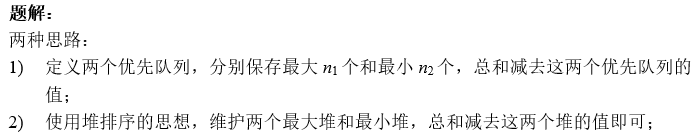 题解：
两种思路：
1) 定义两个优先队列，分别保存最大 n₁ 个和最小 n₂ 个，总和减去这两个优先队列的
值；
2) 使用堆排序的思想，维护两个最大堆和最小堆，总和减去这两个堆的值即可；